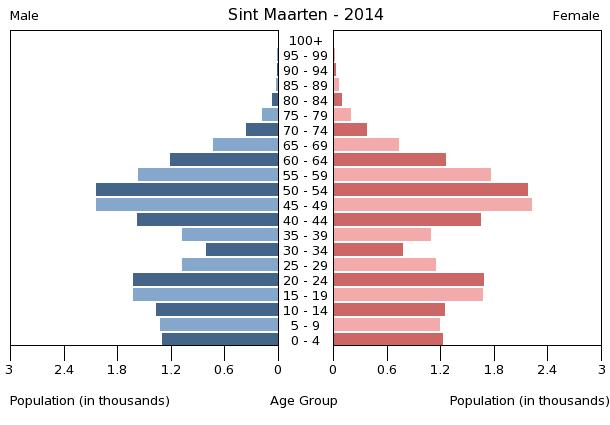 Sint Maarten - 2014
Male
Female
100+
95 - 99
90 - 94
85 - 89
80 - 84
75 - 79
70 - 74
65 - 69
60 - 64
55 - 59
50 - 54
45 - 49
40 - 44
35 - 39
30 - 34
25 - 29
20 - 24
15 - 19
10 - 14
5 - 9
0 - 4
3 2.4 1.8 1.2 0.6 0 0 0.6 1.2 1.8 2.4 3
Population (in thousands) Age Group Population (in thousands)